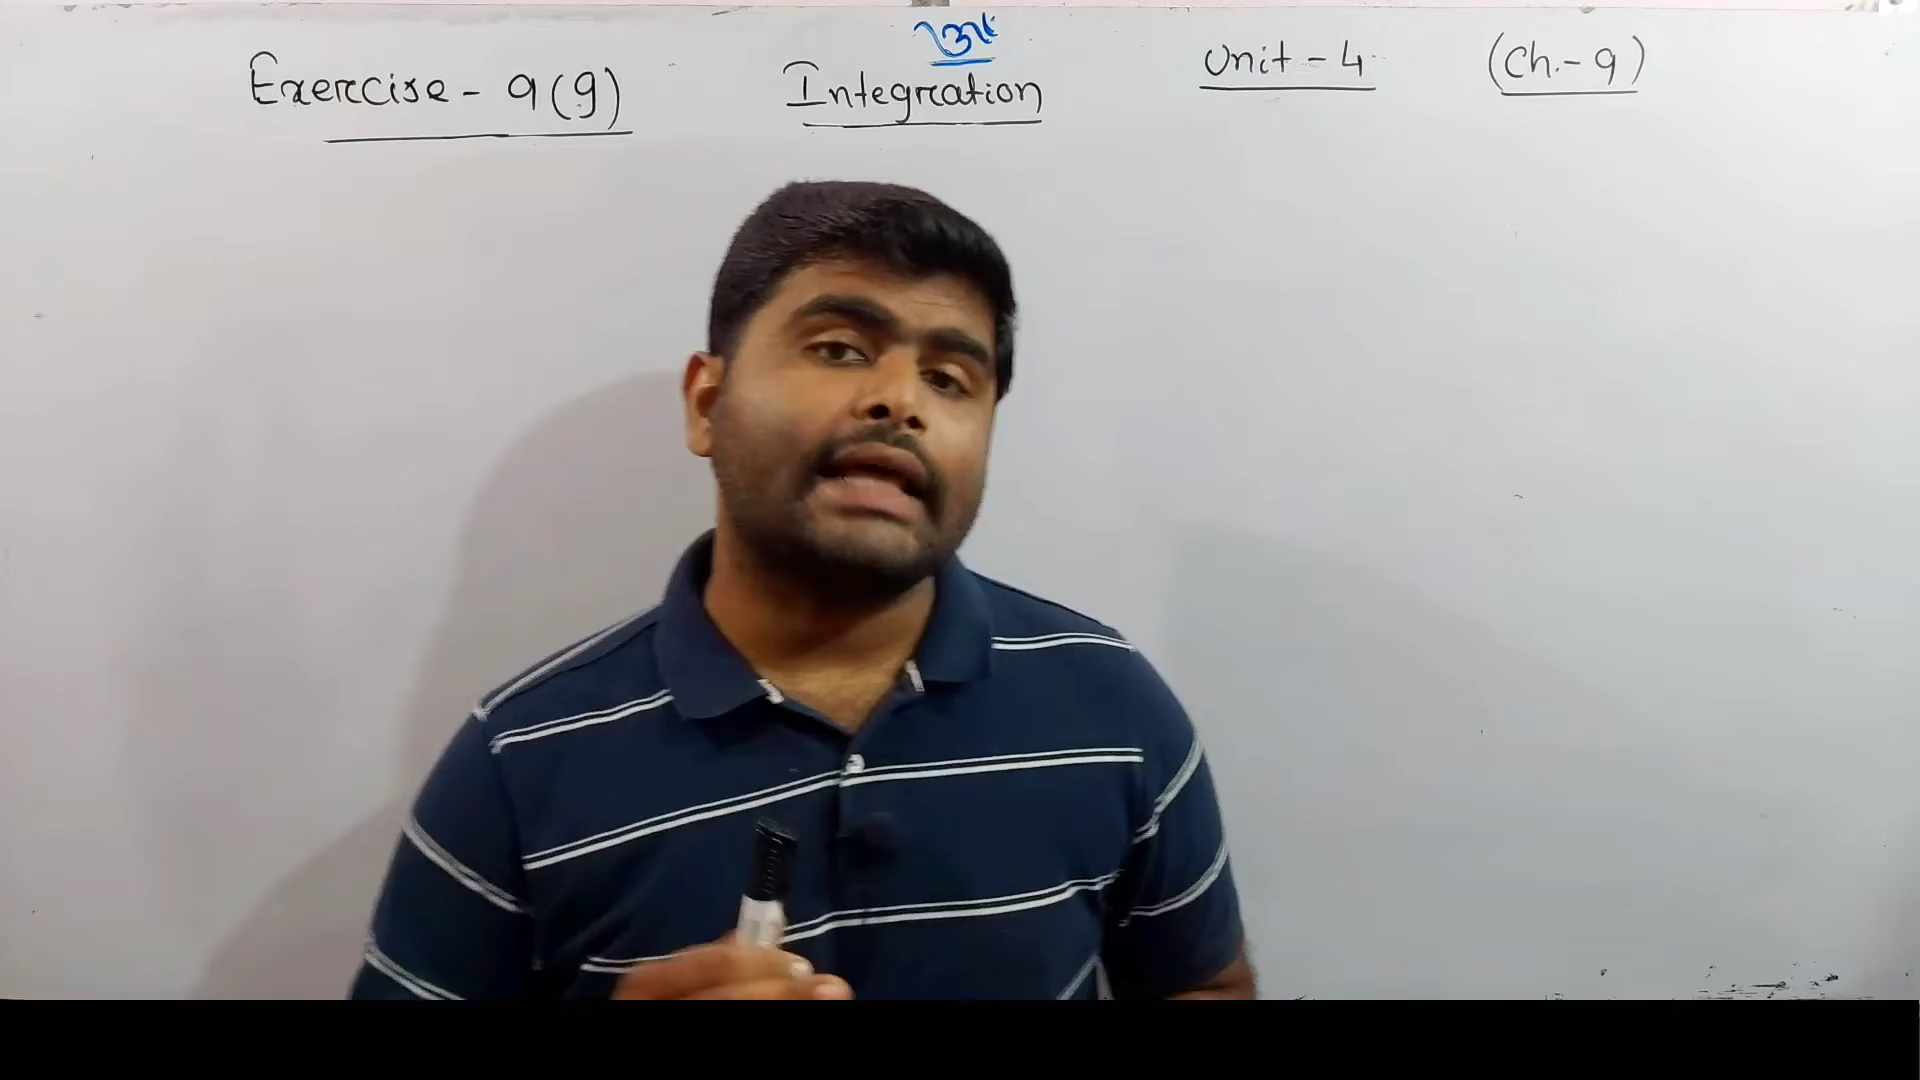 Exercise - 9(g)
Integration
Unit - 4
(Ch. - 9)